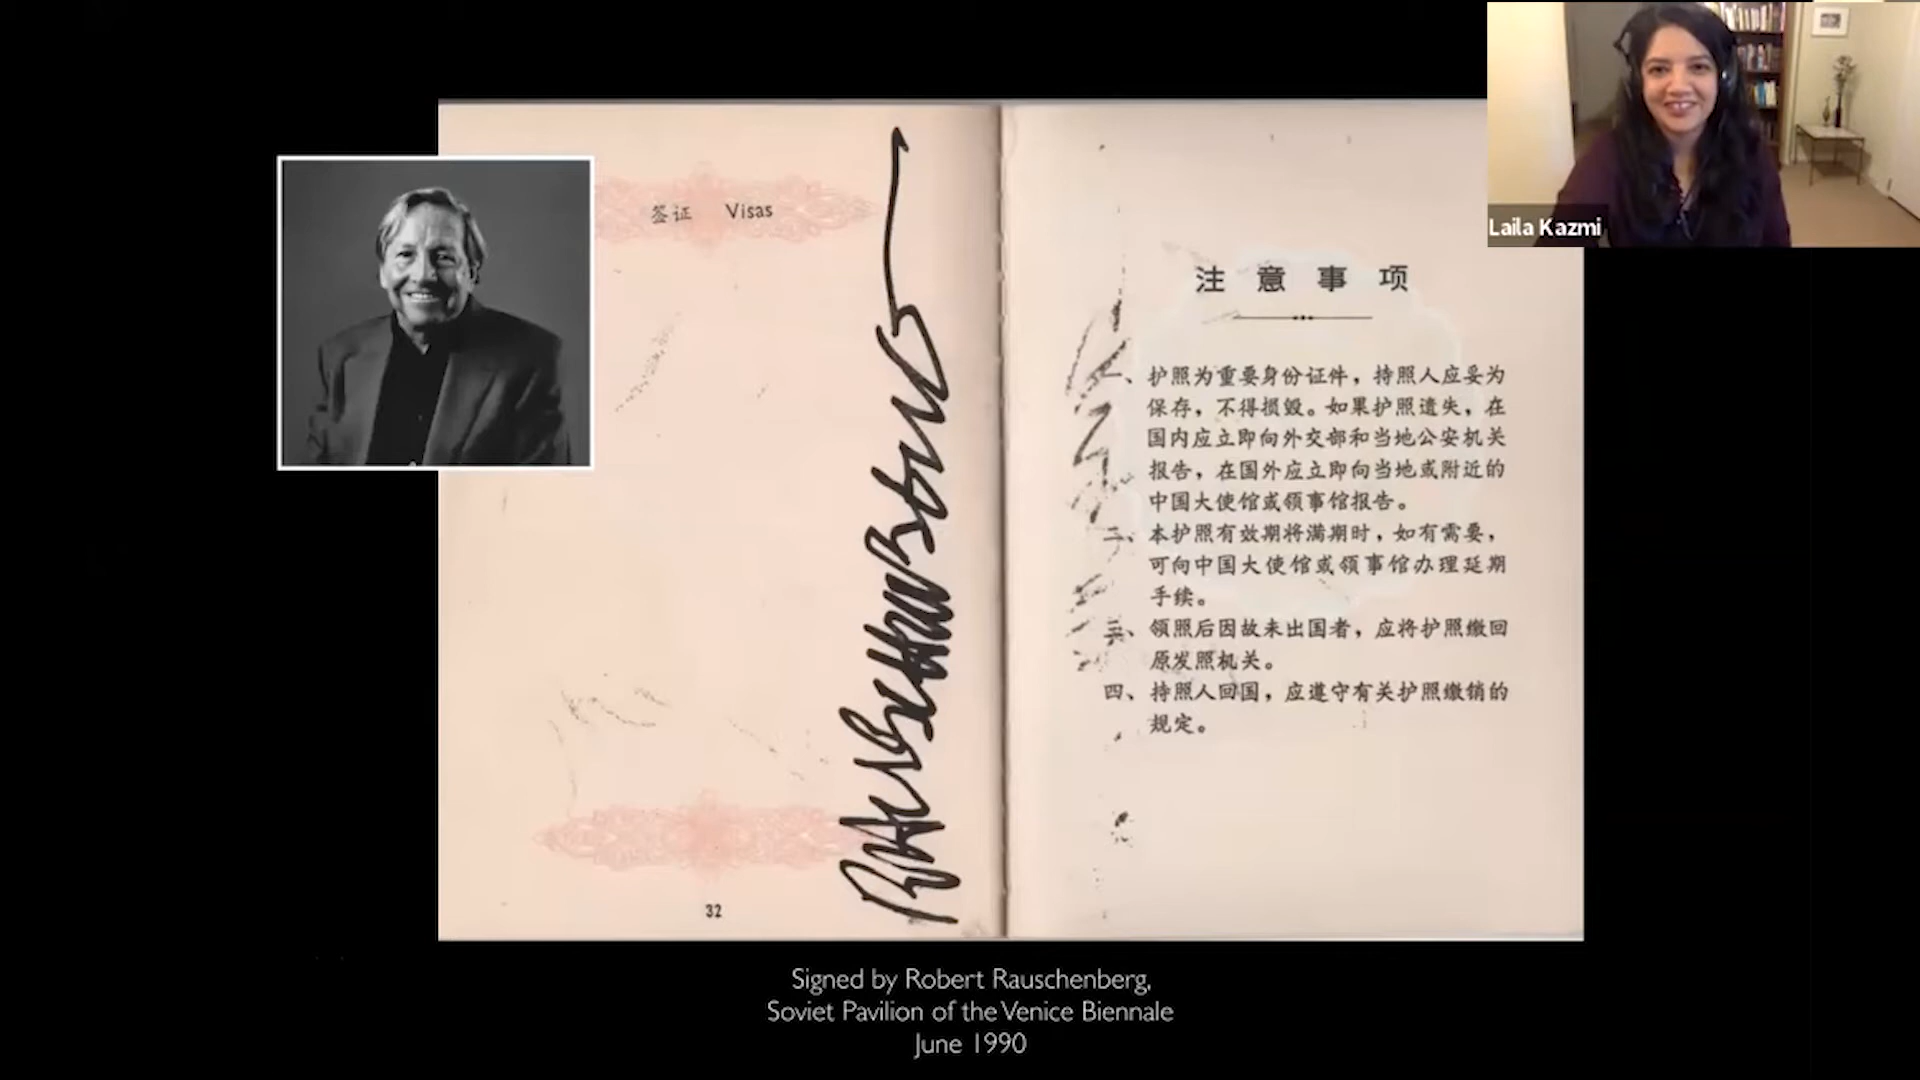 签证 Visas
RAUSCHENBERG
32
注意事项
一、护照为重要身份证件，持照人应妥为
保存，不得损毁。如果护照遗失，在
国内应立即向外交部和当地公安机关
报告，在国外应立即向当地或附近的
中国大使馆或领事馆报告。
二、本护照有效期将满期时，如有需要，
可向中国大使馆或领事馆办理延期
手续。
三、领照后因故未出国者，应将护照缴回
原发照机关。
四、持照人回国，应遵守有关护照缴销的
规定。
Laila Kazmi
Signed by Robert Rauschenberg,
Soviet Pavilion of the Venice Biennale
June 1990